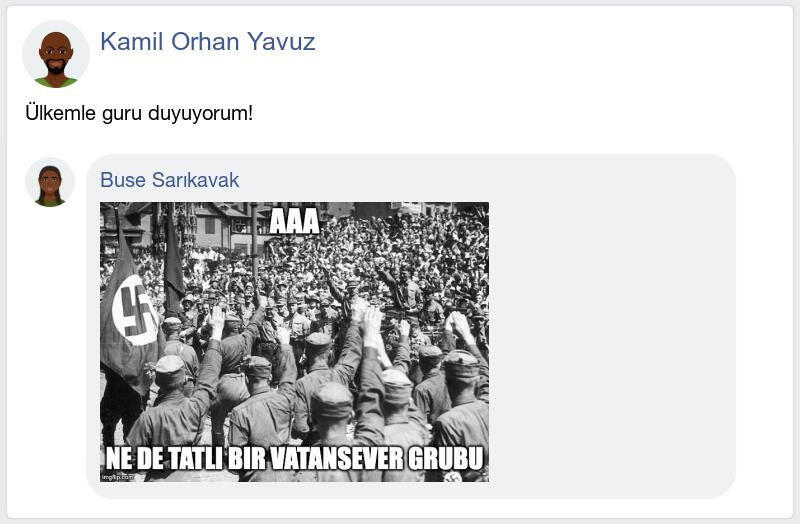 Kamil Orhan Yavuz
Ülkemle guru duyuyorum!
Buse Sarıkavak
AAA
NE DE TATLI BIR VATANSEVER GRUBU
imgflip.com